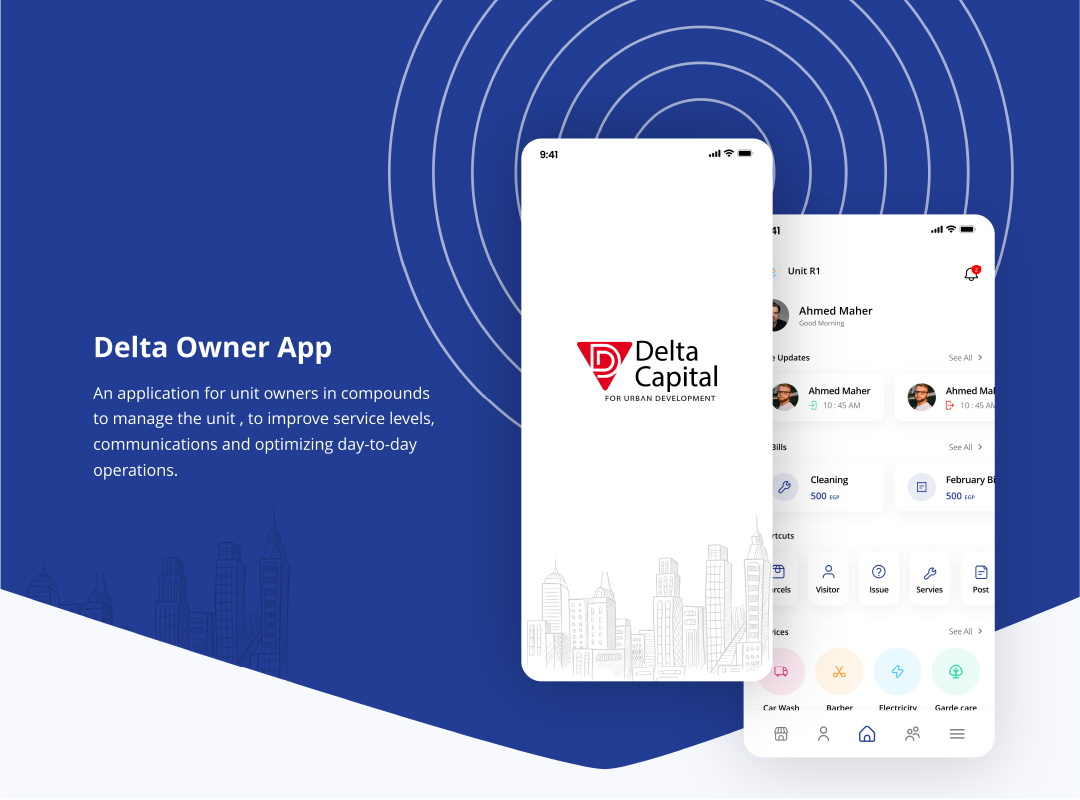 Delta Owner App
An application for unit owners in compounds
to manage the unit , to improve service levels,
communications and optimizing day-to-day
operations.
9:41
Delta
Capital
FOR URBAN DEVELOPMENT
41
Unit R1
2
Ahmed Maher
Good Morning
e Updates
See All
Ahmed Maher
10 : 45 AM
Ahmed Mah
10 : 45 AM
Bills
See All
Cleaning
500 EGP
February Bi
500 EGP
rtcuts
rcels
Visitor
Issue
Servies
Post
ices
See All
Car Wash
Barber
Electricity
Garde care